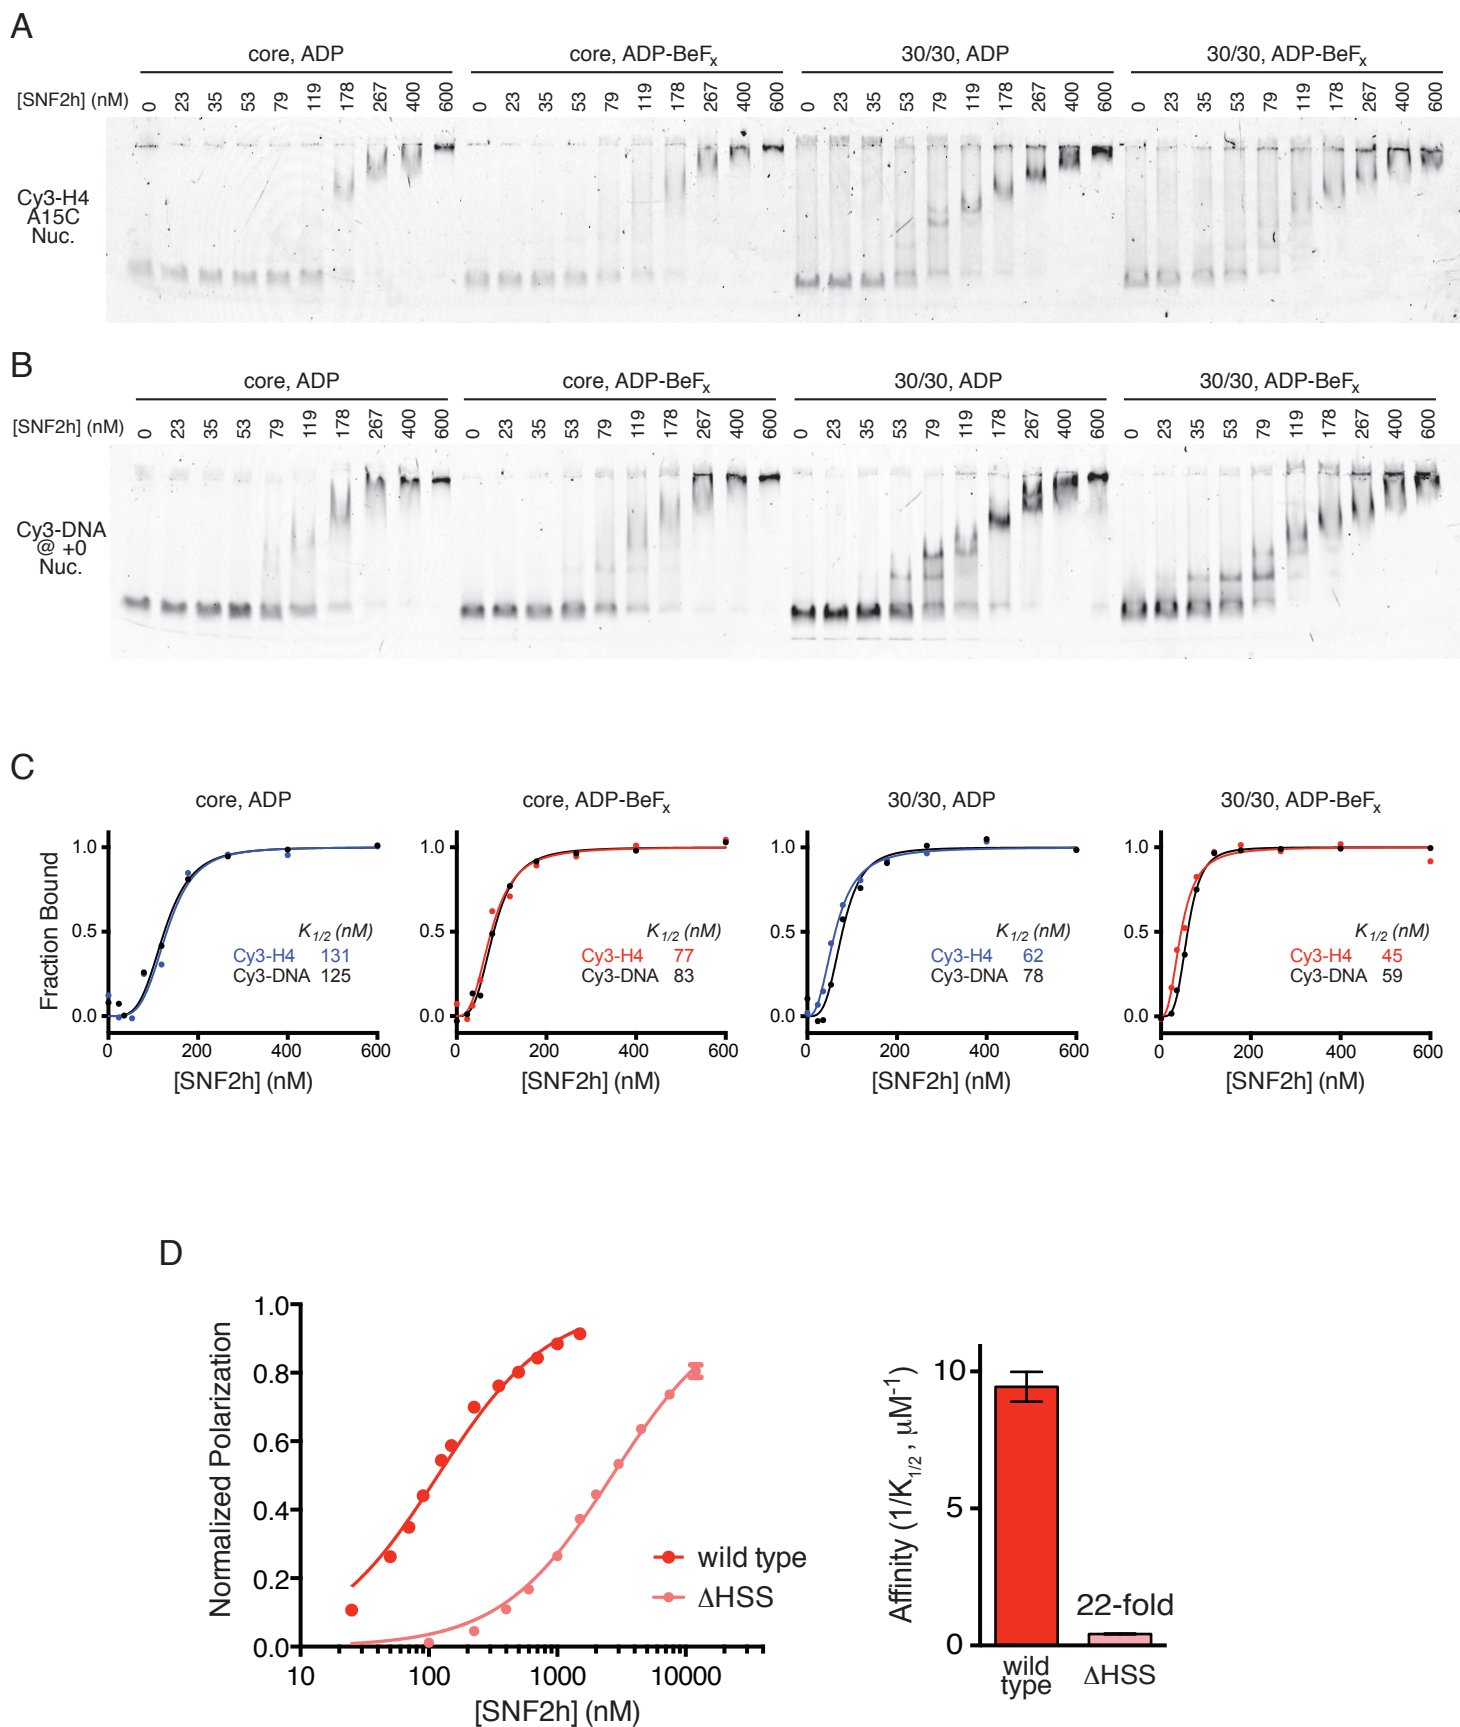 A
core, ADP
core, ADP-BeFx
30/30, ADP
30/30, ADP-BeFx
[SNF2h] (nM) 0 23 35 53 79 119 178 267 400 600 0 23 35 53 79 119 178 267 400 600 0 23 35 53 79 119 178 267 400 600 0 23 35 53 79 119 178 267 400 600
Cy3-H4
A15C
Nuc.
B
core, ADP
core, ADP-BeFx
30/30, ADP
30/30, ADP-BeFx
[SNF2h] (nM) 0 23 35 53 79 119 178 267 400 600 0 23 35 53 79 119 178 267 400 600 0 23 35 53 79 119 178 267 400 600 0 23 35 53 79 119 178 267 400 600
Cy3-DNA
@ +0
Nuc.
C
core, ADP
Fraction Bound
1.0
0.5
0.0
K1/2 (nM)
Cy3-H4 131
Cy3-DNA 125
0 200 400 600
[SNF2h] (nM)
core, ADP-BeFx
1.0
0.5
0.0
K1/2 (nM)
Cy3-H4 77
Cy3-DNA 83
0 200 400 600
[SNF2h] (nM)
30/30, ADP
1.0
0.5
0.0
K1/2 (nM)
Cy3-H4 62
Cy3-DNA 78
0 200 400 600
[SNF2h] (nM)
30/30, ADP-BeFx
1.0
0.5
0.0
K1/2 (nM)
Cy3-H4 45
Cy3-DNA 59
0 200 400 600
[SNF2h] (nM)
D
Normalized Polarization
1.0
0.8
0.6
0.4
0.2
0.0
wild type
ΔHSS
10 100 1000 10000
[SNF2h] (nM)
Affinity (1/K1/2 , μM-1)
10
5
0
22-fold
wild
type
ΔHSS